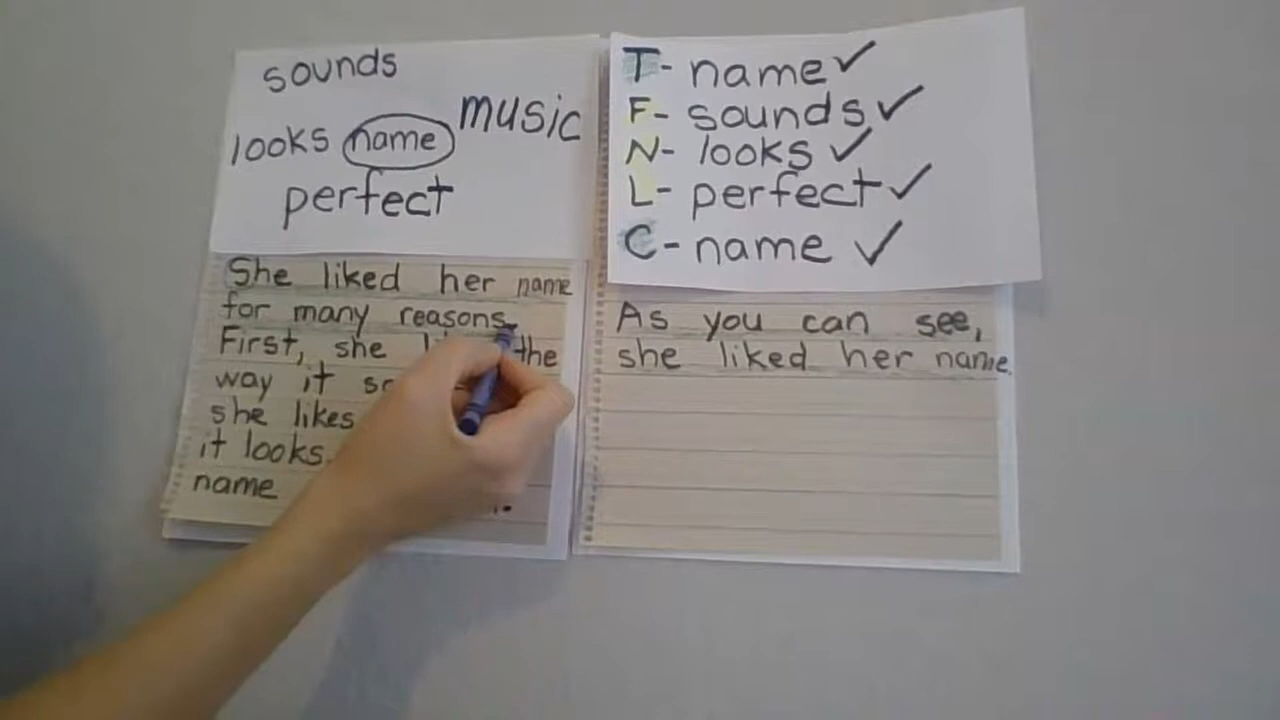 sounds
music
looks name
perfect
She liked her name
for many reasons.
First, she the
way it
she likes
it looks.
name
T- name ✓
F- sounds ✓
N- looks ✓
L- perfect ✓
C- name ✓
As you can see,
she liked her name.